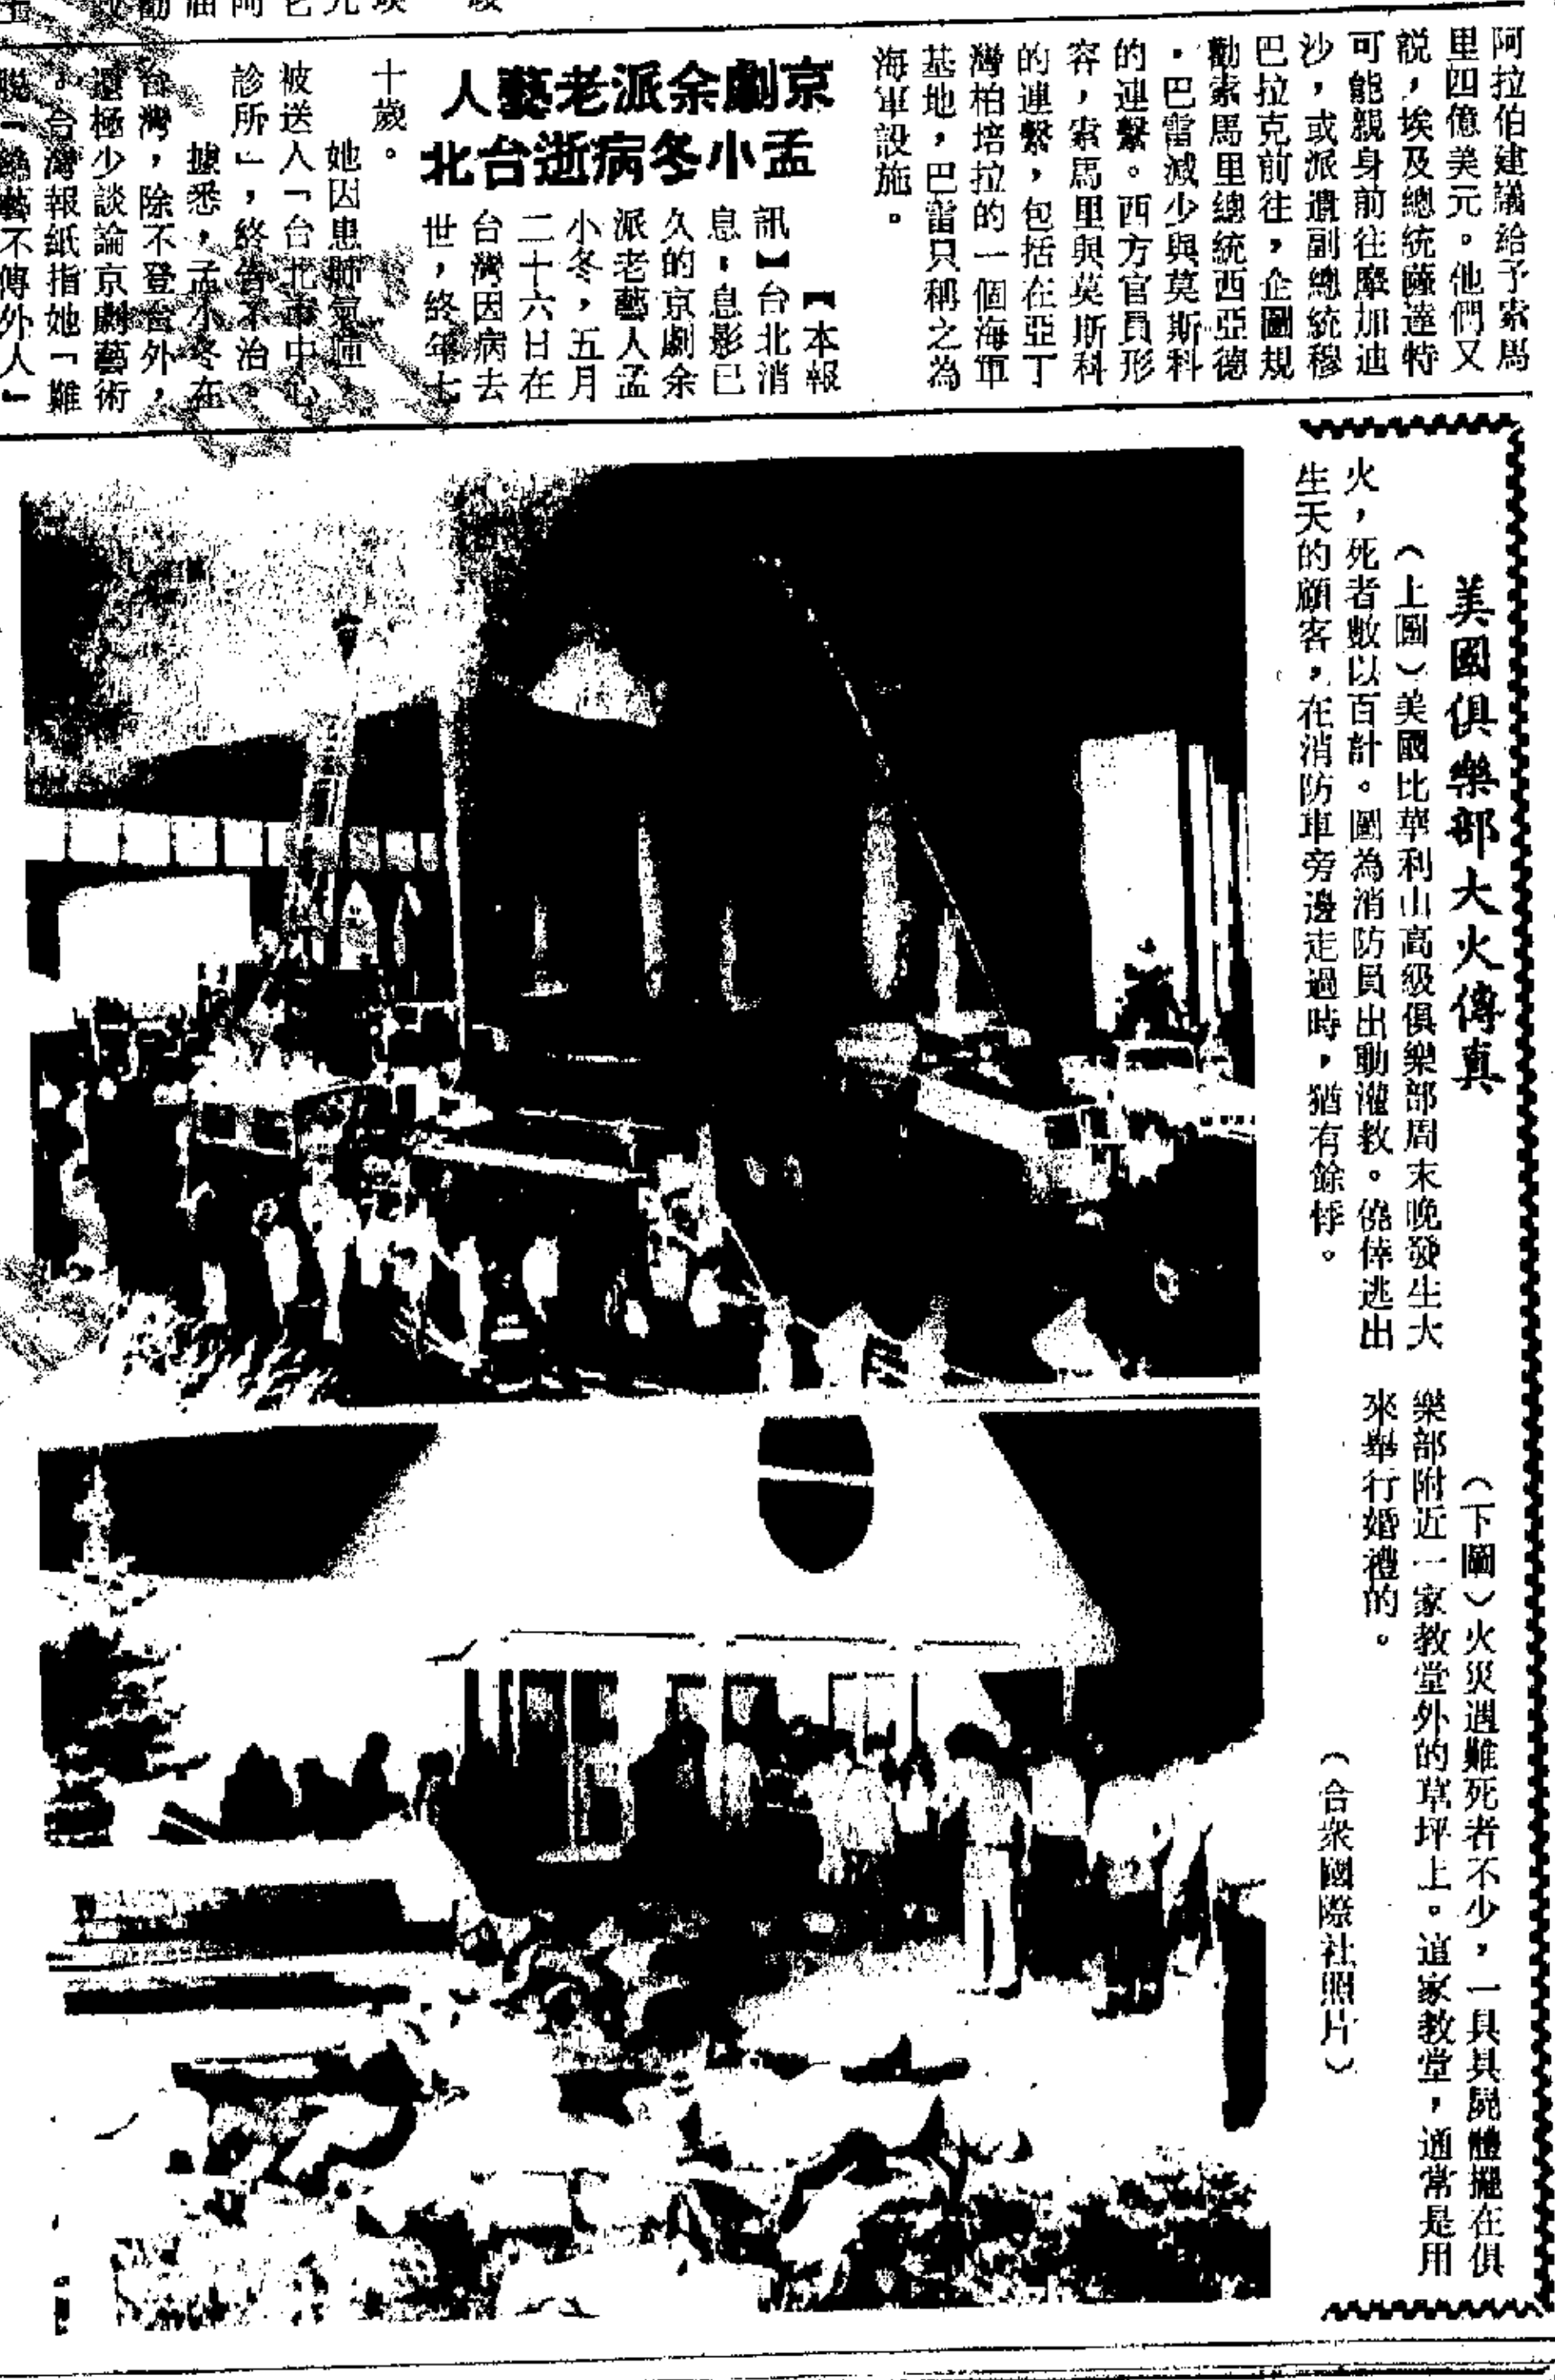 阿拉伯建議給予索馬
里四億美元。他們又
説，埃及總統薩達特
可能親身前往摩加迪
沙，或派遣副總統穆
巴拉克前往，企圖規
勸索馬里總統西亞德
·巴雷減少與莫斯科
的連繫。西方官員形
容，索馬里與莫斯科
的連繫，包括在亞丁
灣柏培拉的一個海軍
基地，巴雷只稱之為
海軍設施。
京劇余派老藝人
孟小冬病逝台北
【本報
訊】台北消
息：息影已
久的京劇余
派老藝人孟
小冬，五月
二十六日在
台灣因病去
世，終年七
十歲。
她因患肺氣腫
被送人「台北市中心
診所」，終告不治。
據悉，孟小冬在
台灣，除不登台外，
還極少談論京劇藝術
。台灣報紙指她「難
脫「絕藝不傳外人」
美國俱樂部大火傳真
（上圖）美國比華利山高級俱樂部周末晚發生大
火，死者數以百計。圖為消防員出動灌救。僥倖逃出
生天的顧客，在消防車旁邊走過時，猶有餘悸。
（下圖）火災遇難死者不少，一具具屍體擺在俱
樂部附近一家教堂外的草坪上。這家教堂，通常是用
來舉行婚禮的。
（合衆國際社照片）